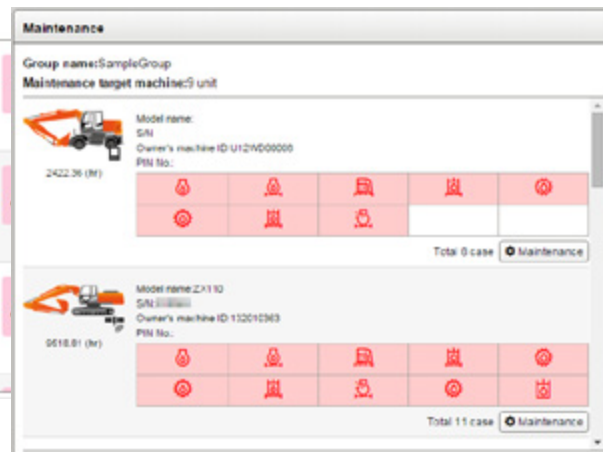 Maintenance
Group name:SampleGroup
Maintenance target machine:9 unit
Model name:
S/N
Owner's machine ID:U12WD00008
PIN No.:
2422.36 (hr)
Total 8 case Maintenance
Model name:ZX110
S/N:
Owner's machine ID:132010363
PIN No.:
9618.81 (hr)
Total 11 case Maintenance